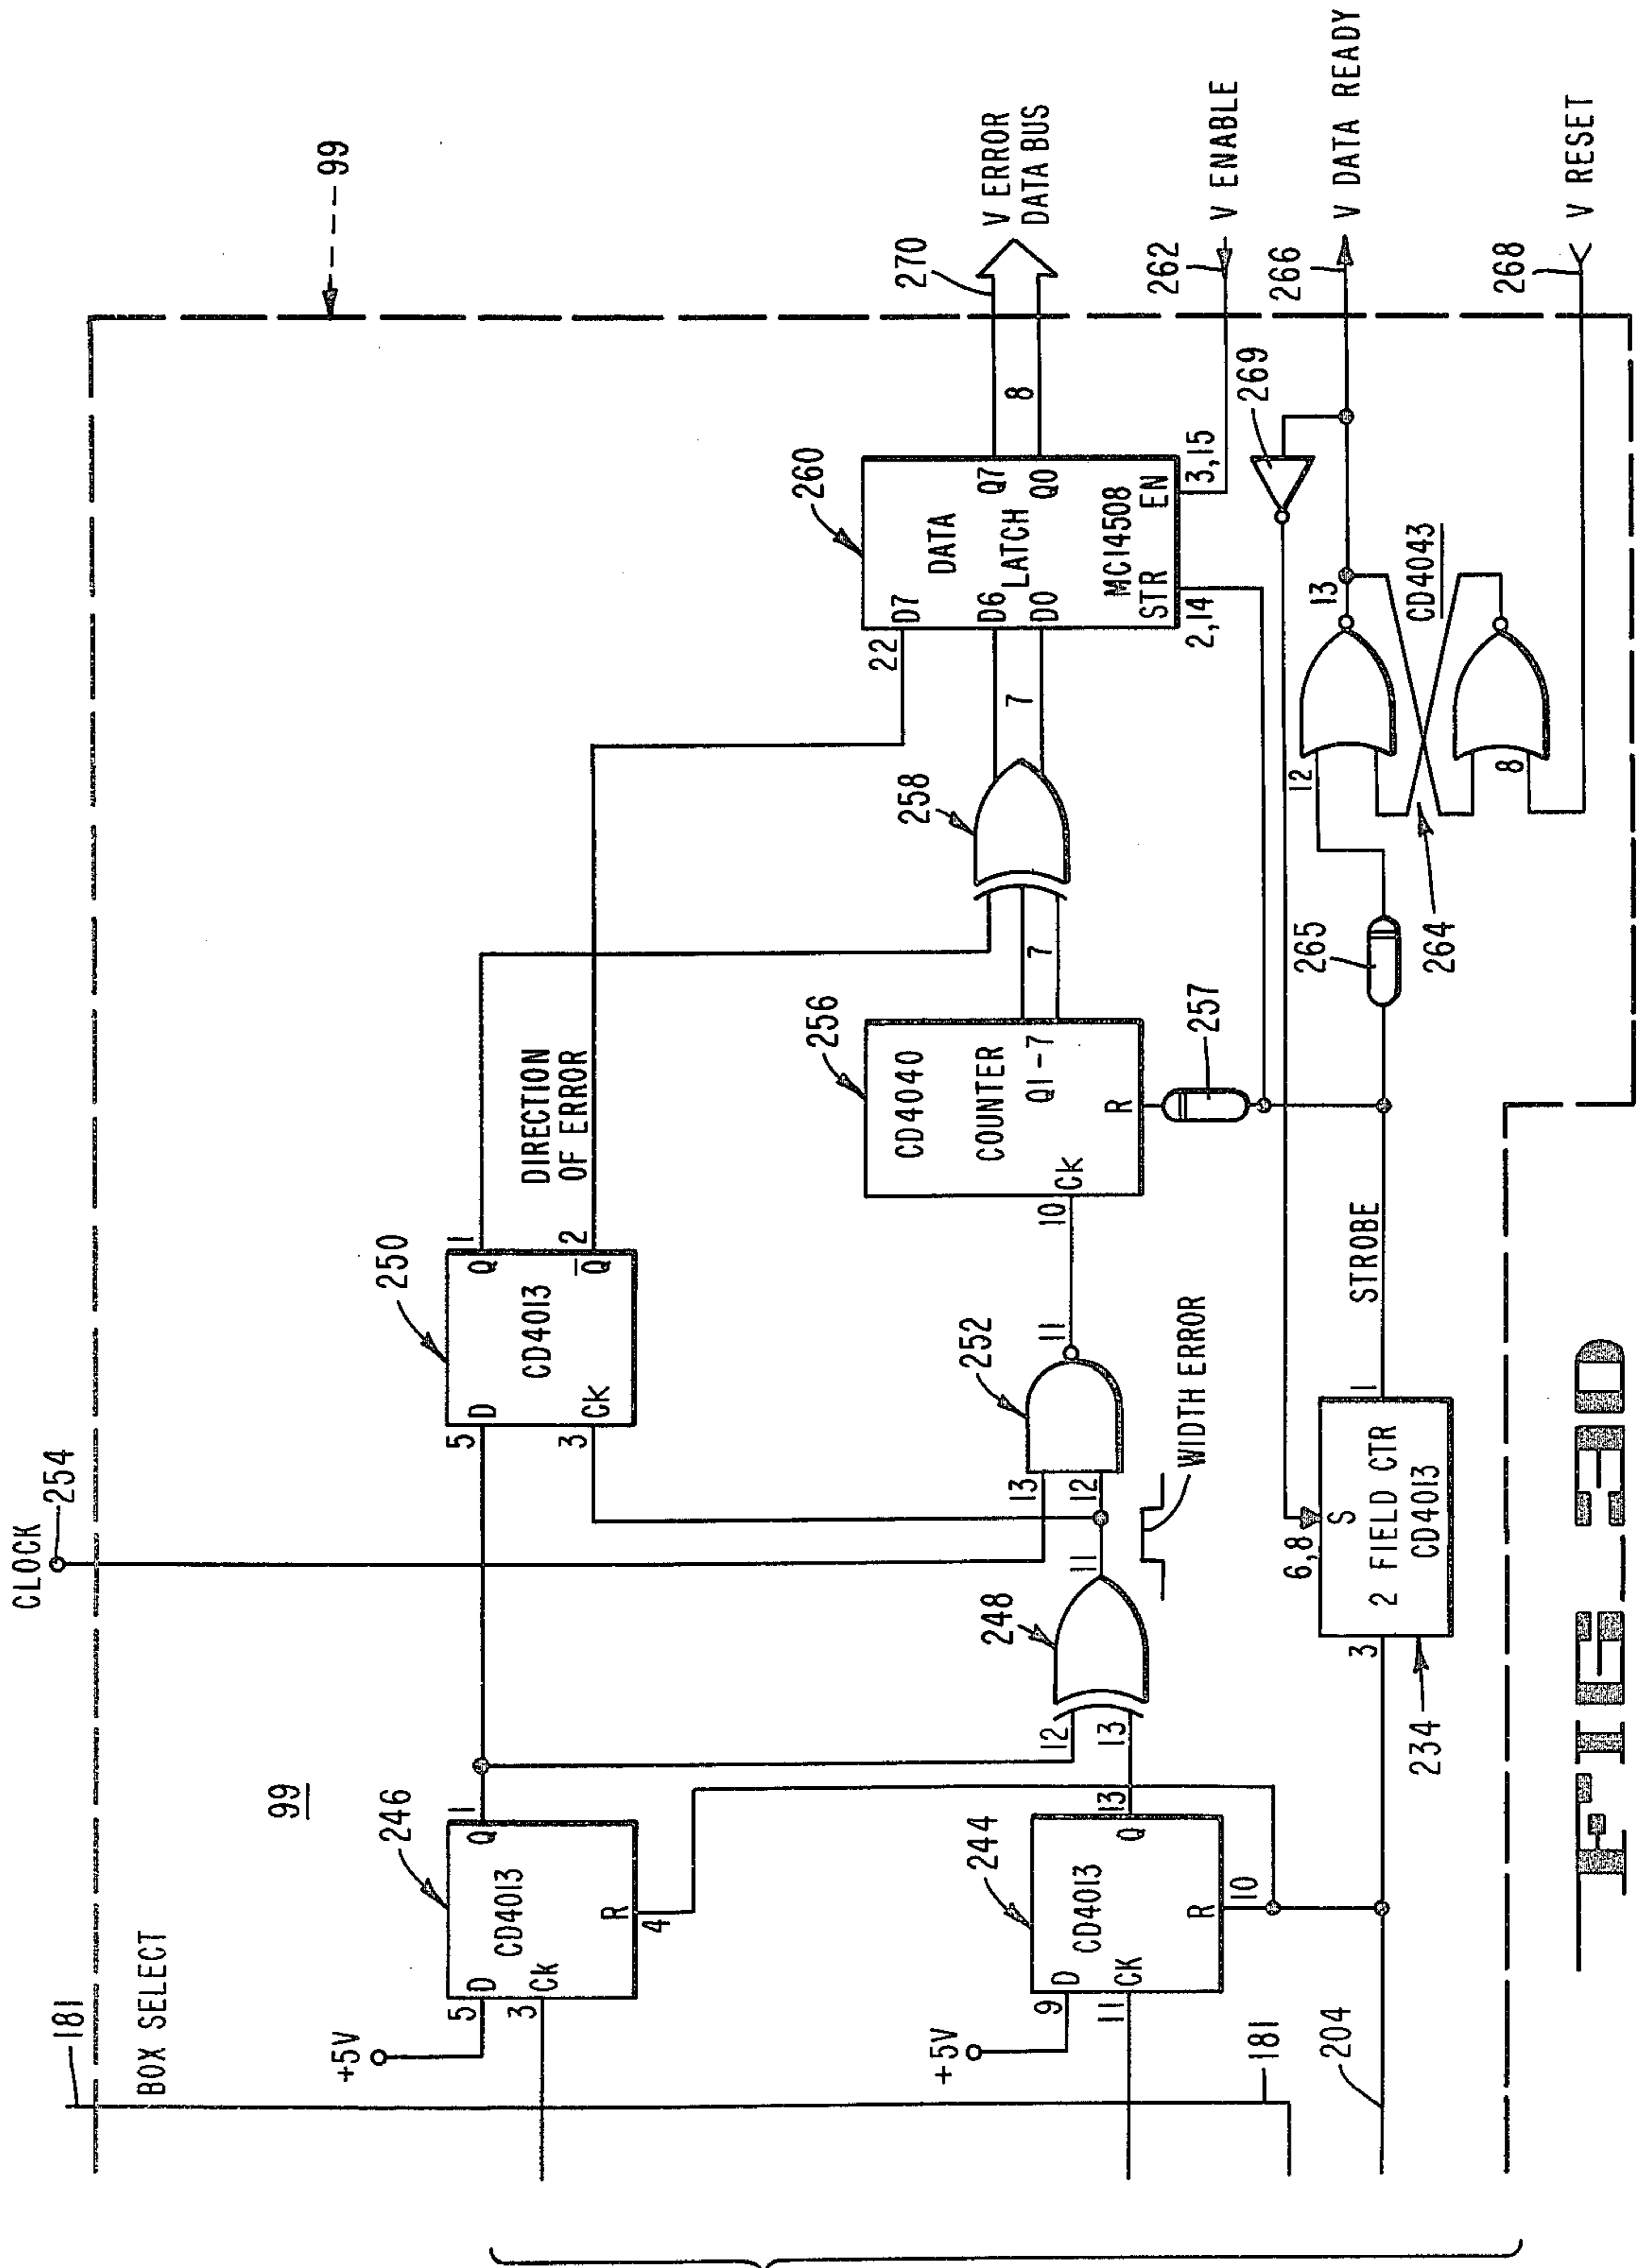 CLOCK
254
181
BOX SELECT
99
99
+5V
246
5 D
Q 1
CD4013
3 Ck
R
4
250
5 D
Q 1
CD4013
3 Ck
Q̅ 2
DIRECTION
OF ERROR
+5V
244
9 D
CD4013
Q 13
11 CK
R
10
181
204
248
12
13
11
WIDTH ERROR
252
13
12
11
256
CD4040
COUNTER
10 Ck
Q1-7
R
257
7
258
7
260
22 D7
DATA
LATCH
D6
D0
Q7
Q0
MC14508
STR
EN
2,14
3,15
8
270
V ERROR
DATA BUS
262
V ENABLE
269
266
V DATA READY
268
V RESET
234
3
6,8
S
2 FIELD CTR
CD4013
1
STROBE
265
264
12
13
8
CD4043
FIG_3D